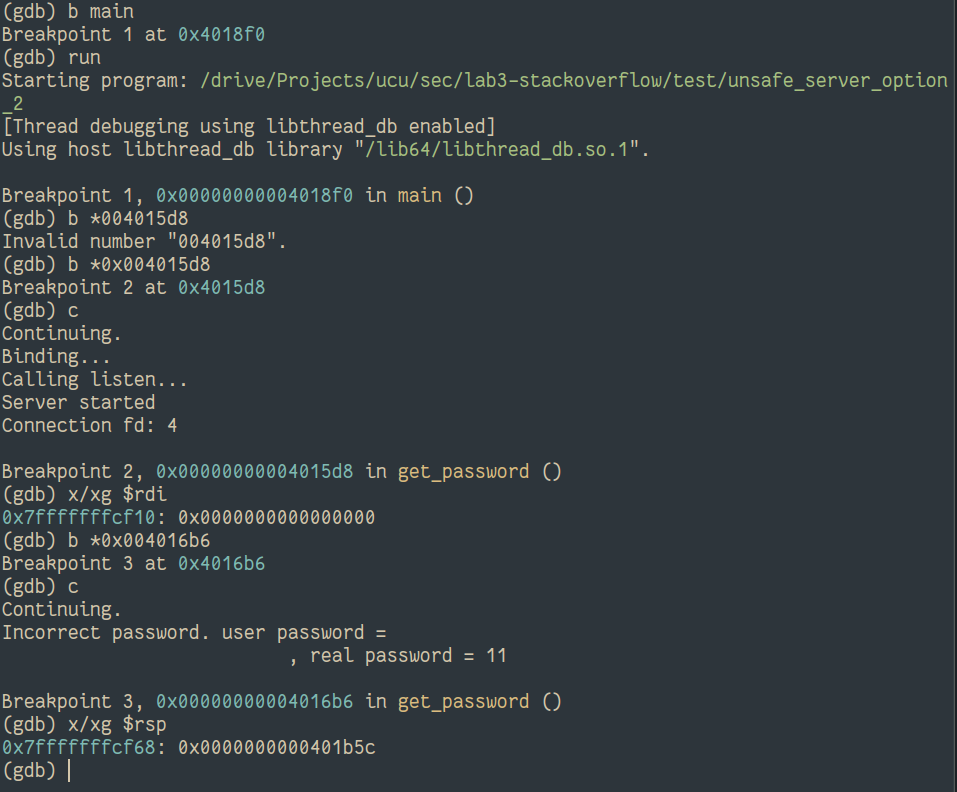 (gdb) b main
Breakpoint 1 at 0x4018f0
(gdb) run
Starting program: /drive/Projects/ucu/sec/lab3-stackoverflow/test/unsafe_server_option
_2
[Thread debugging using libthread_db enabled]
Using host libthread_db library "/lib64/libthread_db.so.1".

Breakpoint 1, 0x00000000004018f0 in main ()
(gdb) b *004015d8
Invalid number "004015d8".
(gdb) b *0x004015d8
Breakpoint 2 at 0x4015d8
(gdb) c
Continuing.
Binding...
Calling listen...
Server started
Connection fd: 4

Breakpoint 2, 0x00000000004015d8 in get_password ()
(gdb) x/xg $rdi
0x7fffffffcf10: 0x0000000000000000
(gdb) b *0x004016b6
Breakpoint 3 at 0x4016b6
(gdb) c
Continuing.
Incorrect password. user password =
, real password = 11

Breakpoint 3, 0x00000000004016b6 in get_password ()
(gdb) x/xg $rsp
0x7fffffffcf68: 0x0000000000401b5c
(gdb)